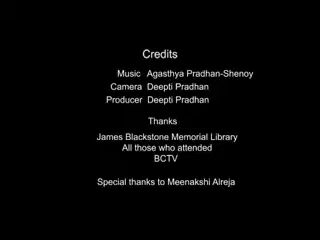 Credits
Music Agasthya Pradhan-Shenoy
Camera Deepti Pradhan
Producer Deepti Pradhan
Thanks
James Blackstone Memorial Library
All those who attended
BCTV
Special thanks to Meenakshi Alreja